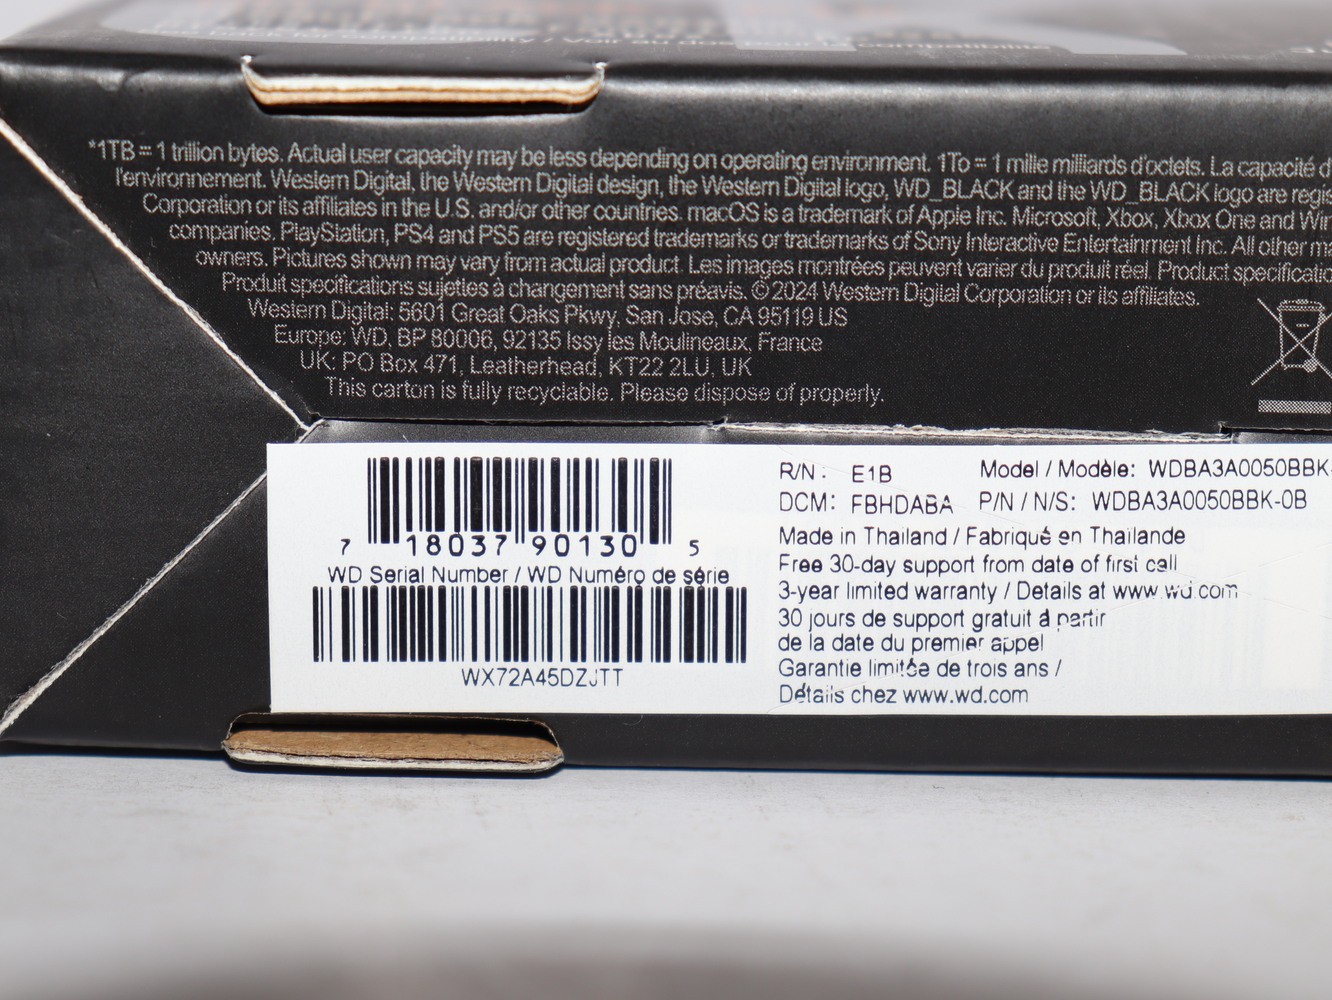 compatibilité
*1TB = 1 trillion bytes. Actual user capacity may be less depending on operating environment. 1To = 1 mille milliards d'octets. La capacité
l'environnement. Western Digital, the Western Digital design, the Western Digital logo, WD_BLACK and the WD_BLACK logo are regis
Corporation or its affiliates in the U.S. and/or other countries. macOS is a trademark of Apple Inc. Microsoft, Xbox, Xbox One and Win
companies. PlayStation, PS4 and PS5 are registered trademarks or trademarks of Sony Interactive Entertainment Inc. All other ma
owners. Pictures shown may vary from actual product. Les images montrées peuvent varier du produit réel. Product specificatio
Produit specifications sujettes à changement sans préavis. ©2024 Western Digital Corporation or its affiliates.
Western Digital: 5601 Great Oaks Pkwy, San Jose, CA 95119 US
Europe: WD, BP 80006, 92135 Issy les Moulineaux, France
UK: PO Box 471, Leatherhead, KT22 2LU, UK
This carton is fully recyclable. Please dispose of properly.
7 18037 90130 5
WD Serial Number / WD Numéro de série
WX72A45DZJTT
R/N: E1B Model / Modèle: WDBA3A0050BBK-
DCM: FBHDABA P/N / N/S: WDBA3A0050BBK-0B
Made in Thailand / Fabriqué en Thaïlande
Free 30-day support from date of first call
3-year limited warranty / Details at www.wd.com
30 jours de support gratuit à partir
de la date du premier appel
Garantie limitée de trois ans /
Détails chez www.wd.com